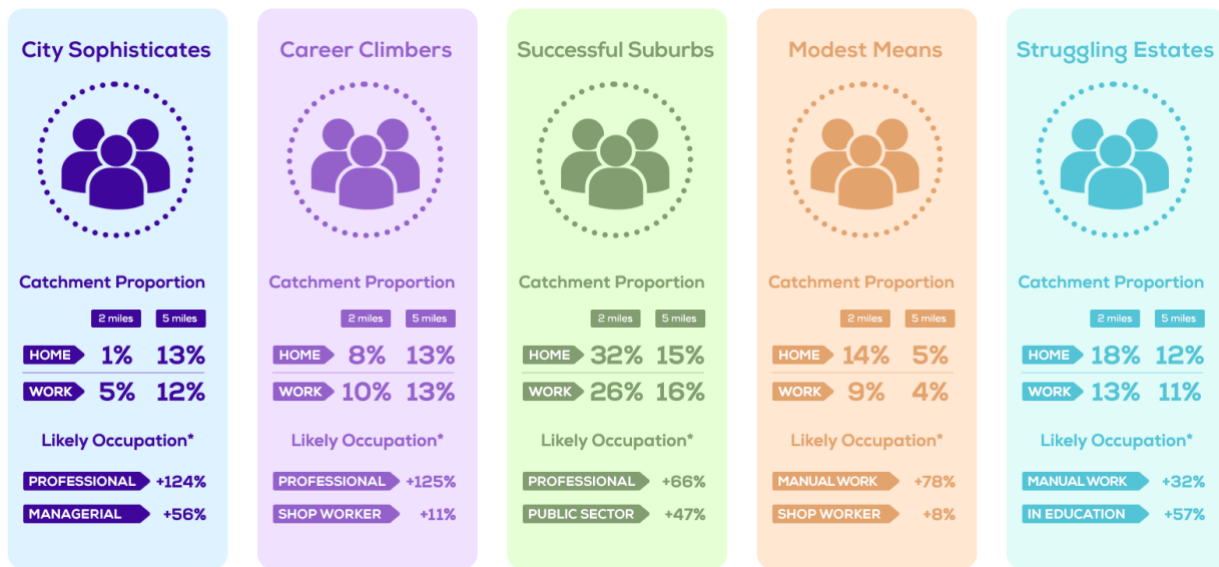 City Sophisticates
Catchment Proportion
2 miles 5 miles
HOME 1% 13%
WORK 5% 12%
Likely Occupation*
PROFESSIONAL +124%
MANAGERIAL +56%
Career Climbers
Catchment Proportion
2 miles 5 miles
HOME 8% 13%
WORK 10% 13%
Likely Occupation*
PROFESSIONAL +125%
SHOP WORKER +11%
Successful Suburbs
Catchment Proportion
2 miles 5 miles
HOME 32% 15%
WORK 26% 16%
Likely Occupation*
PROFESSIONAL +66%
PUBLIC SECTOR +47%
Modest Means
Catchment Proportion
2 miles 5 miles
HOME 14% 5%
WORK 9% 4%
Likely Occupation*
MANUAL WORK +78%
SHOP WORKER +8%
Struggling Estates
Catchment Proportion
2 miles 5 miles
HOME 18% 12%
WORK 13% 11%
Likely Occupation*
MANUAL WORK +32%
IN EDUCATION +57%